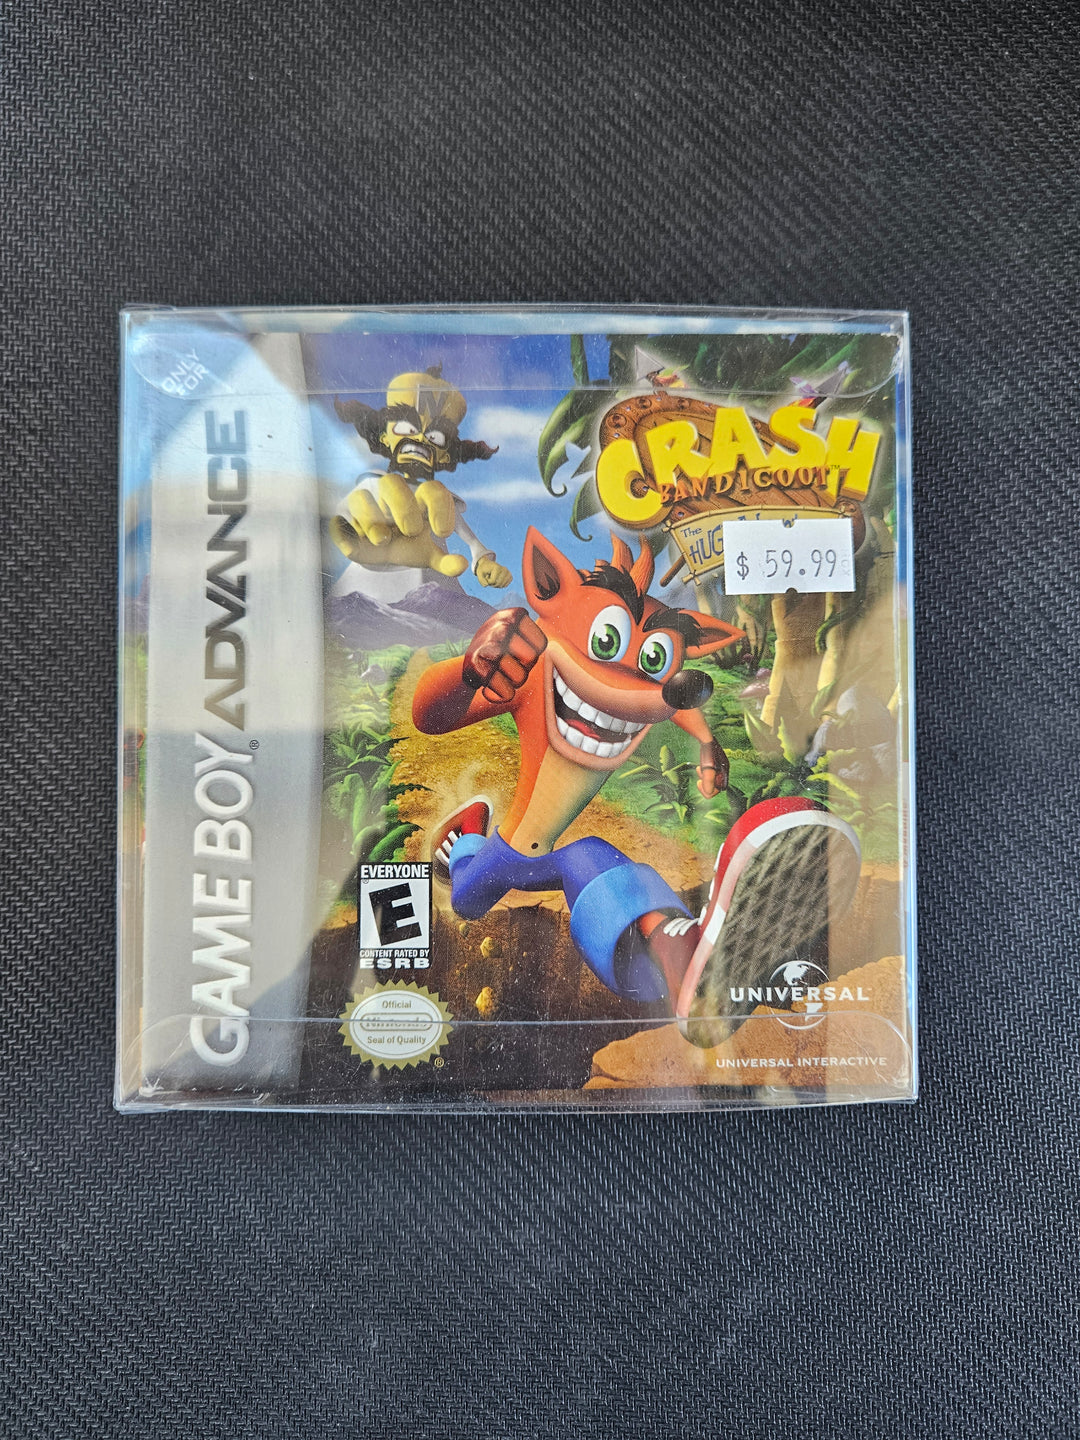 ONLY
FOR
GAME BOY ADVANCE®
CRASH
BANDICOOT™
The
HUG
$ 59.99
EVERYONE
E
CONTENT RATED BY
ESRB
Official
Nintendo
Seal of Quality
®
UNIVERSAL
UNIVERSAL INTERACTIVE